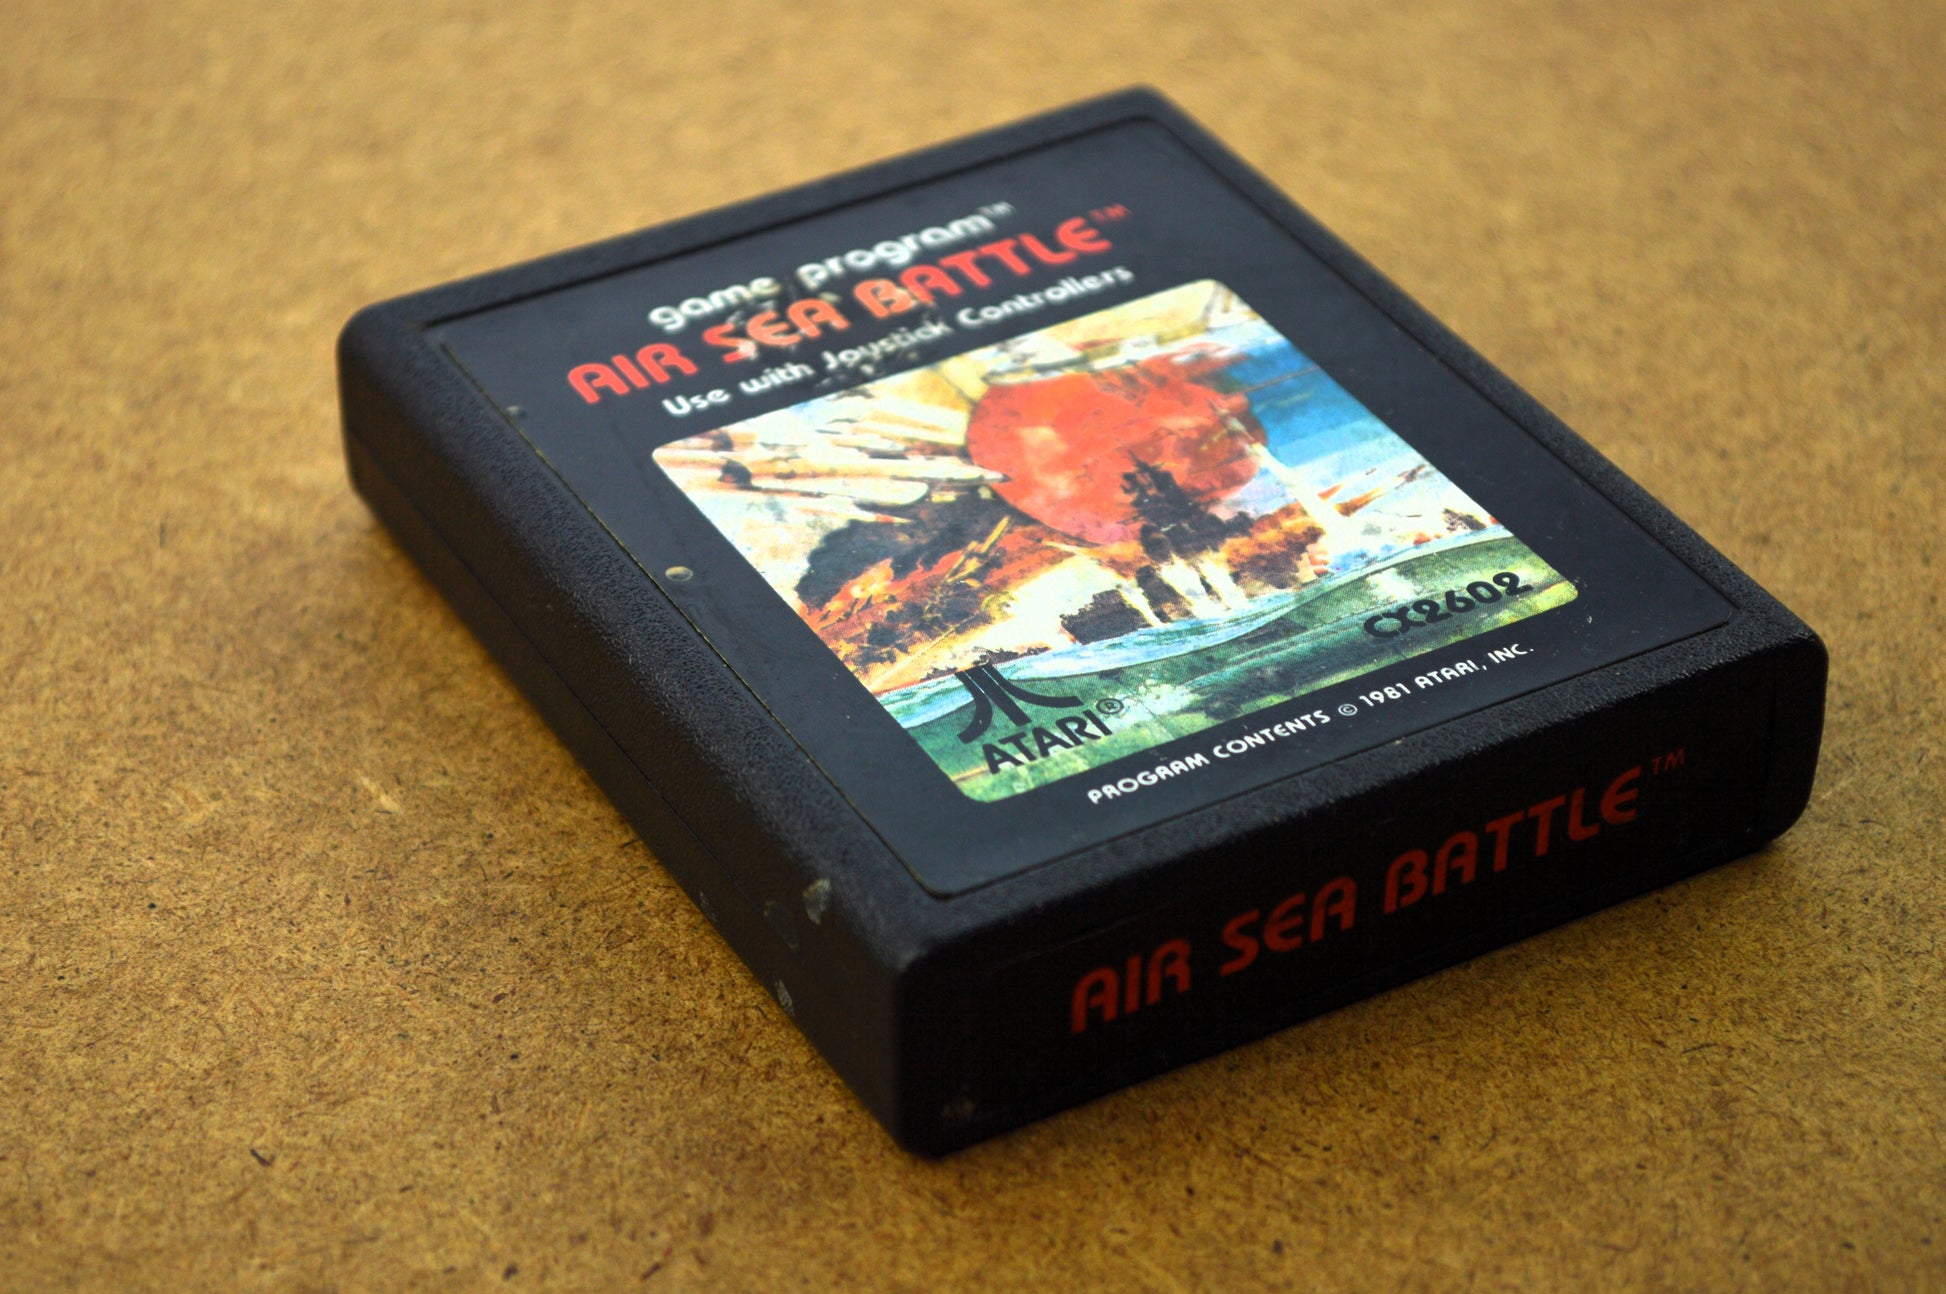 game program™
AIR SEA BATTLE™
Use with Joystick Controllers
CX2602
ATARI®
PROGRAM CONTENTS © 1981 ATARI, INC.
AIR SEA BATTLE™